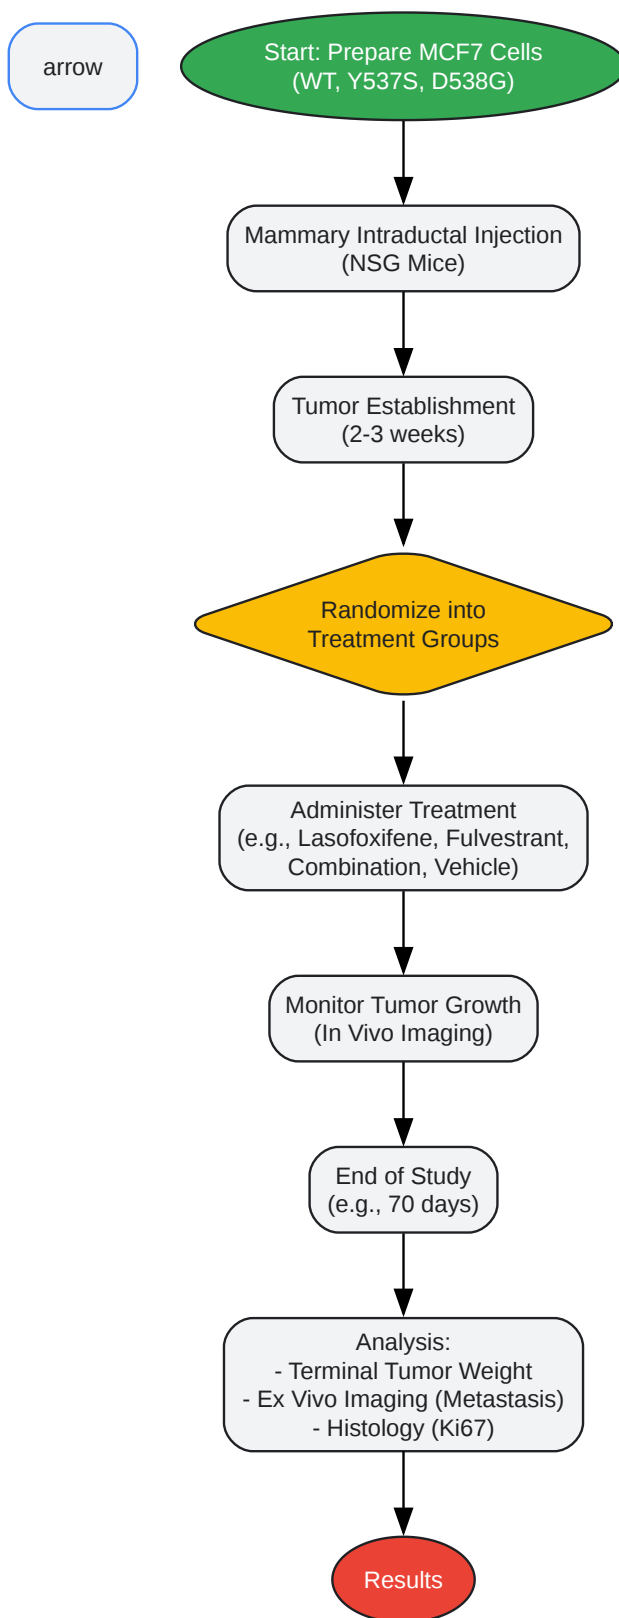 arrow
Start: Prepare MCF7 Cells
(WT, Y537S, D538G)
Mammary Intraductal Injection
(NSG Mice)
Tumor Establishment
(2-3 weeks)
Randomize into
Treatment Groups
Administer Treatment
(e.g., Lasofoxifene, Fulvestrant,
Combination, Vehicle)
Monitor Tumor Growth
(In Vivo Imaging)
End of Study
(e.g., 70 days)
Analysis:
- Terminal Tumor Weight
- Ex Vivo Imaging (Metastasis)
- Histology (Ki67)
Results